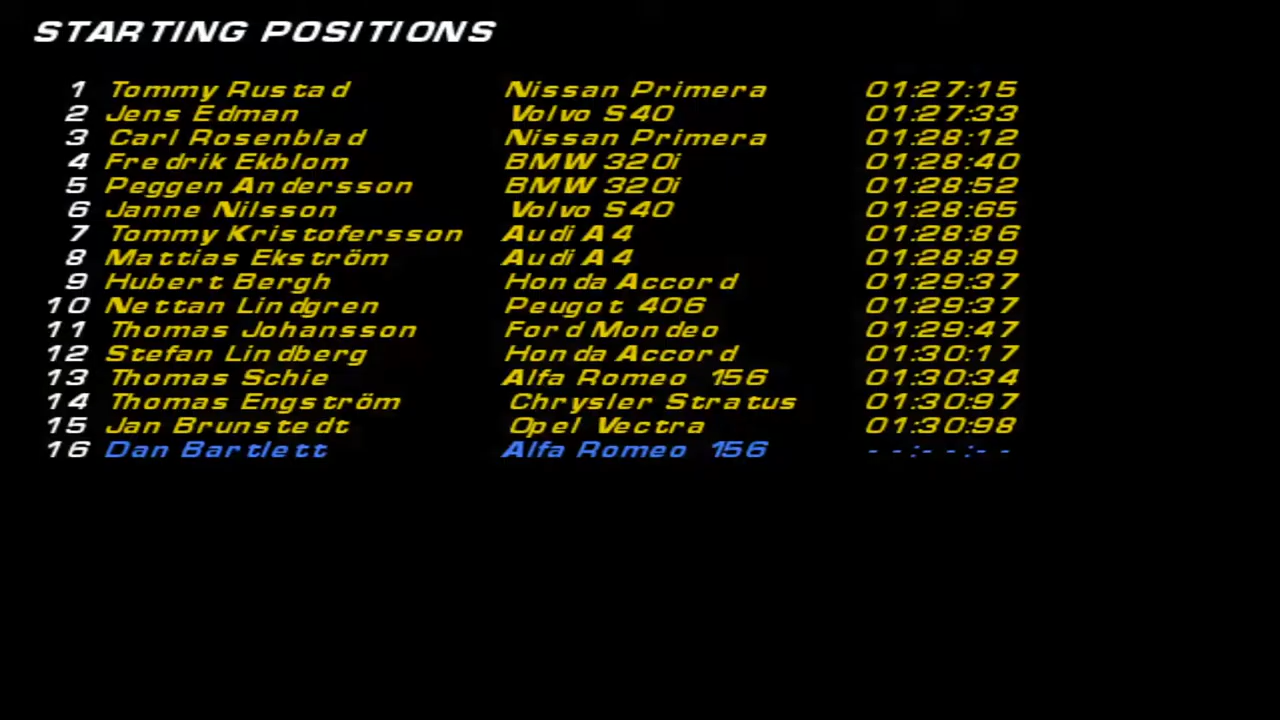 STARTING POSITIONS
1 Tommy Rustad Nissan Primera 01:27:15
2 Jens Edman Volvo S40 01:27:33
3 Carl Rosenblad Nissan Primera 01:28:12
4 Fredrik Ekblom BMW 320i 01:28:40
5 Peggen Andersson BMW 320i 01:28:52
6 Janne Nilsson Volvo S40 01:28:65
7 Tommy Kristofersson Audi A4 01:28:86
8 Mattias Ekström Audi A4 01:28:89
9 Hubert Bergh Honda Accord 01:29:37
10 Nettan Lindgren Peugot 406 01:29:37
11 Thomas Johansson Ford Mondeo 01:29:47
12 Stefan Lindberg Honda Accord 01:30:17
13 Thomas Schie Alfa Romeo 156 01:30:34
14 Thomas Engström Chrysler Stratus 01:30:97
15 Jan Brunstedt Opel Vectra 01:30:98
16 Dan Bartlett Alfa Romeo 156 --:--:--